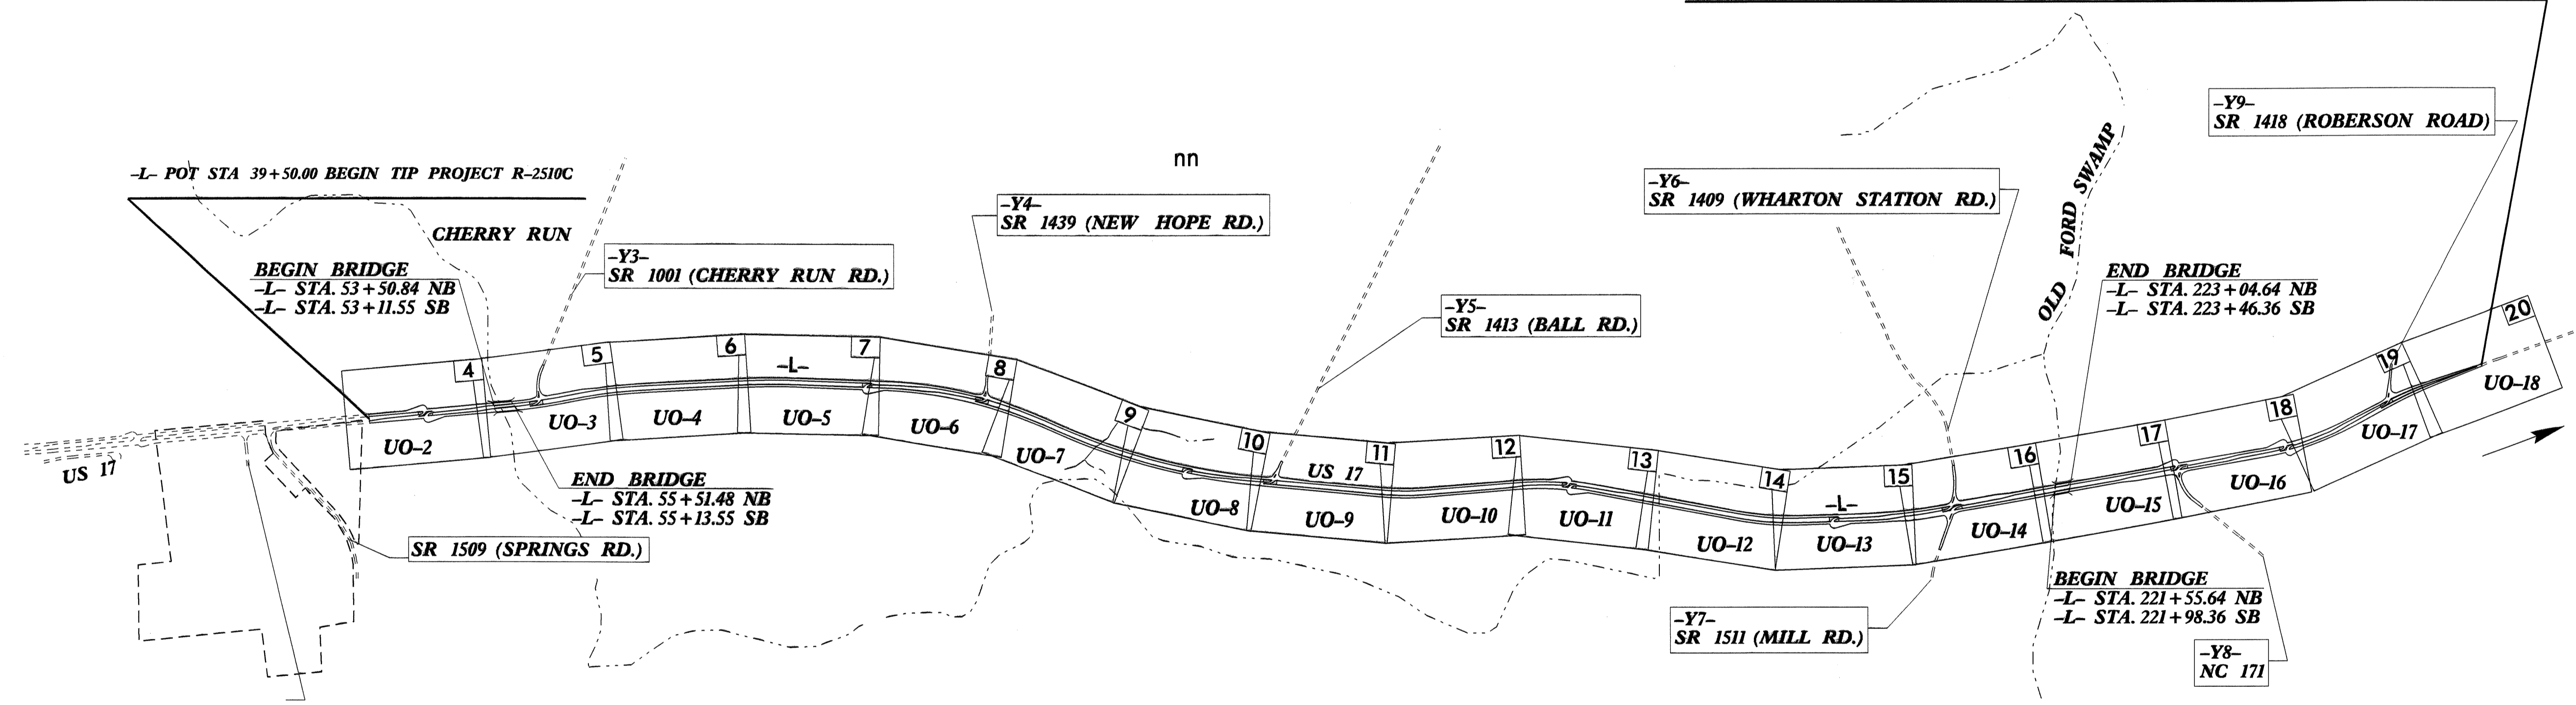 -L- POT STA 39+50.00 BEGIN TIP PROJECT R-2510C
CHERRY RUN
BEGIN BRIDGE
-L- STA. 53+50.84 NB
-L- STA. 53+11.55 SB
-Y3-
SR 1001 (CHERRY RUN RD.)
nn
-Y4-
SR 1439 (NEW HOPE RD.)
-Y5-
SR 1413 (BALL RD.)
-Y6-
SR 1409 (WHARTON STATION RD.)
OLD FORD SWAMP
-Y9-
SR 1418 (ROBERSON ROAD)
END BRIDGE
-L- STA. 223+04.64 NB
-L- STA. 223+46.36 SB
4
5
6
7
8
9
10
11
12
13
14
15
16
17
18
19
20
-L-
US 17
-L-
US 17
UO-2
UO-3
UO-4
UO-5
UO-6
UO-7
UO-8
UO-9
UO-10
UO-11
UO-12
UO-13
UO-14
UO-15
UO-16
UO-17
UO-18
END BRIDGE
-L- STA. 55+51.48 NB
-L- STA. 55+13.55 SB
SR 1509 (SPRINGS RD.)
-Y7-
SR 1511 (MILL RD.)
BEGIN BRIDGE
-L- STA. 221+55.64 NB
-L- STA. 221+98.36 SB
-Y8-
NC 171